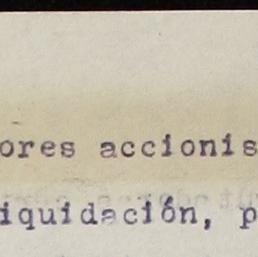 ores accionis
iquidación, p